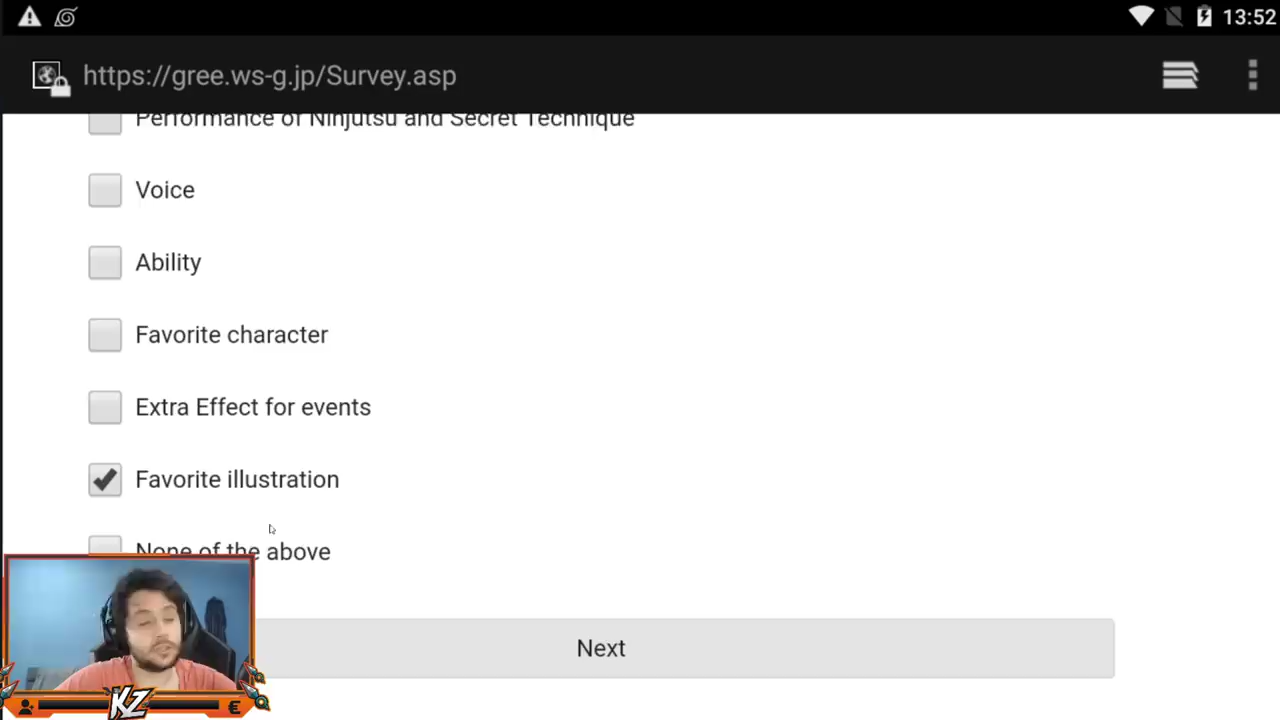 13:52
https://gree.ws-g.jp/Survey.asp
Performance of Ninjutsu and Secret Technique
Voice
Ability
Favorite character
Extra Effect for events
Favorite illustration
None of the above
Next
KZ
€